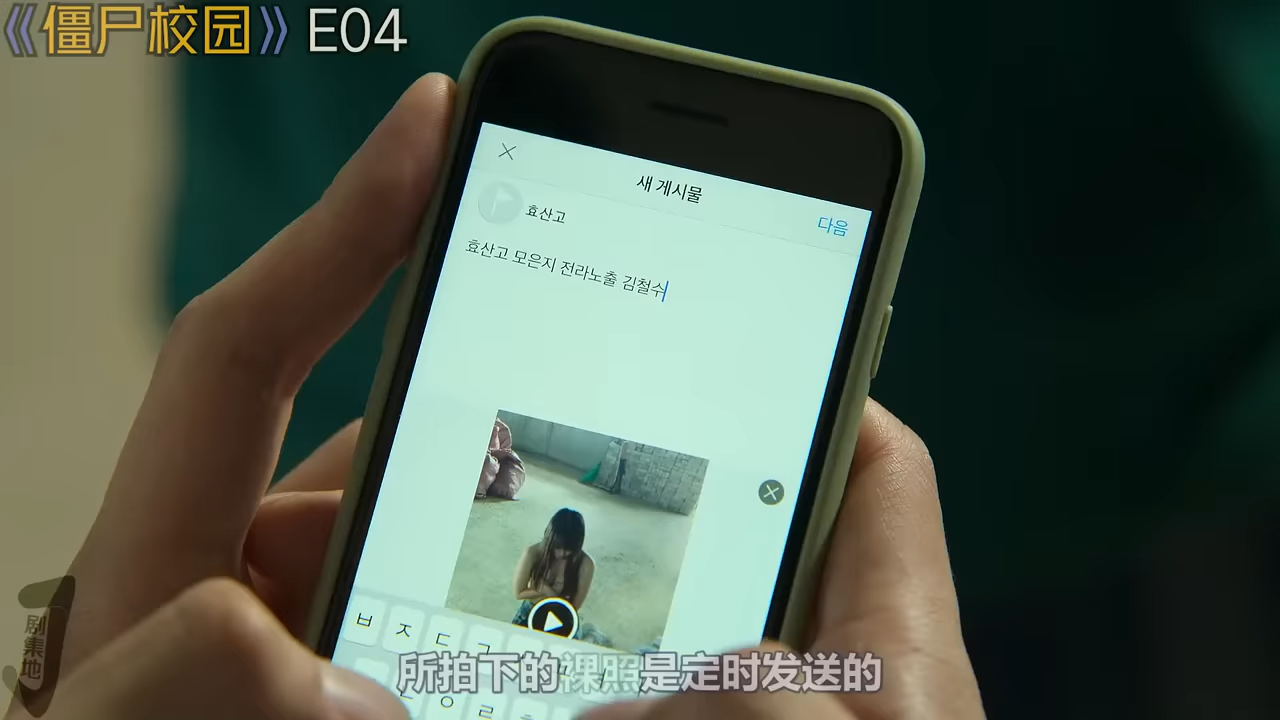 《僵尸校园》 E04
새 게시물
다음
효산고
효산고 모은지 전라노출 김철수
ㅂ ㅈ ㄷ ㄱ
ㅇ ㄹ
所拍下的裸照是定时发送的
剧集地